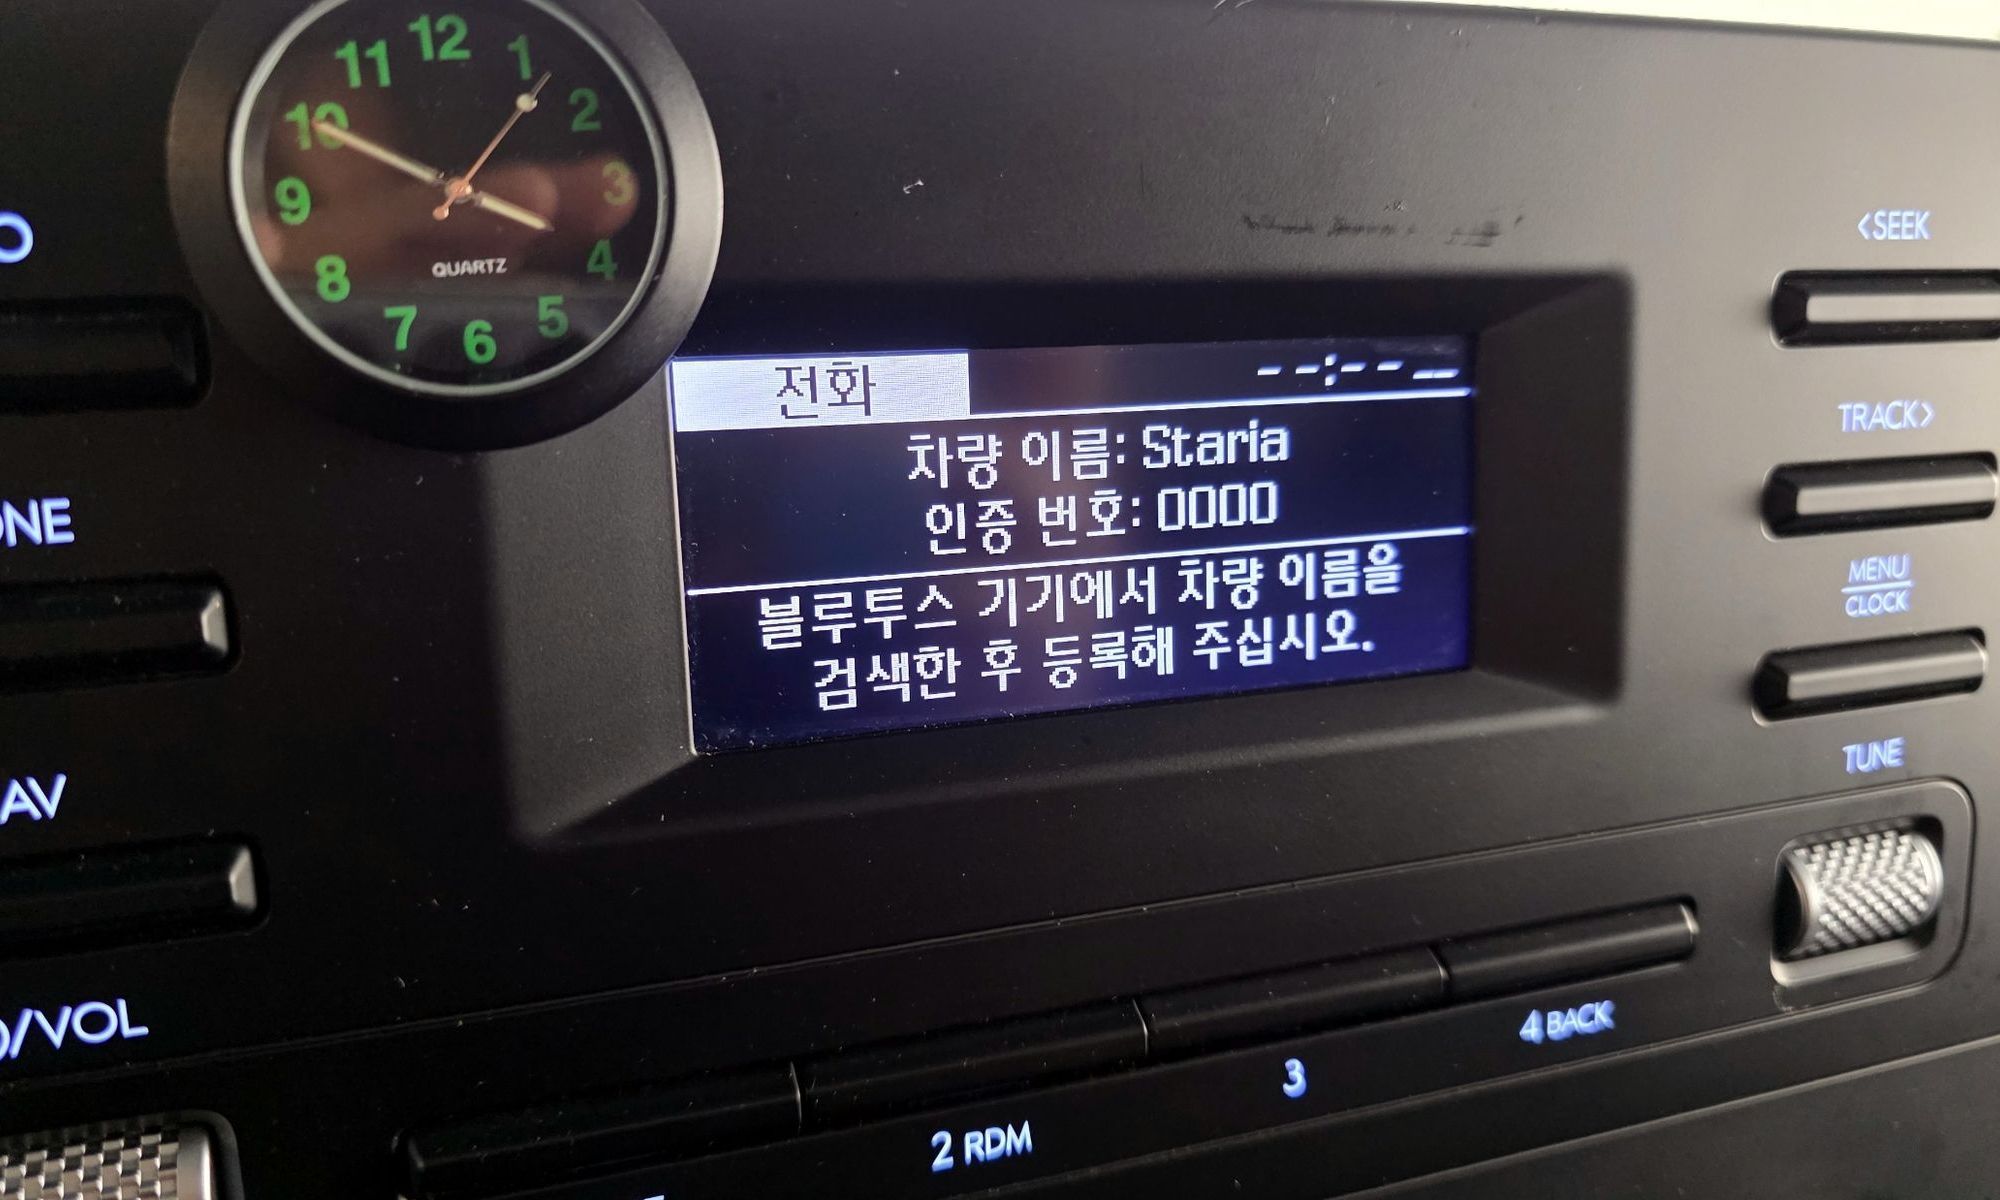 12
11
1
10
2
9
3
8
4
7
5
6
QUARTZ
전화
--:-- --
차량 이름: Staria
인증 번호: 0000
블루투스 기기에서 차량 이름을
검색한 후 등록해 주십시오.
<SEEK
TRACK>
MENU
CLOCK
TUNE
/VOL
2 RDM
3
4 BACK